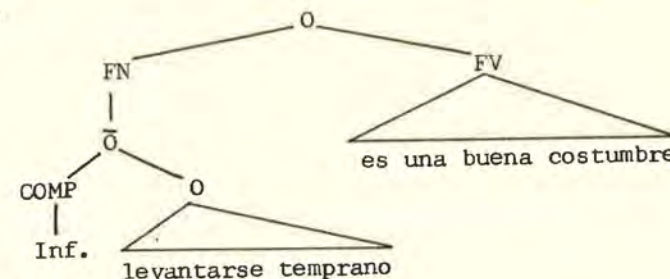 O
FN FV
Ō
es una buena costumbre
COMP O
Inf.
levantarse temprano